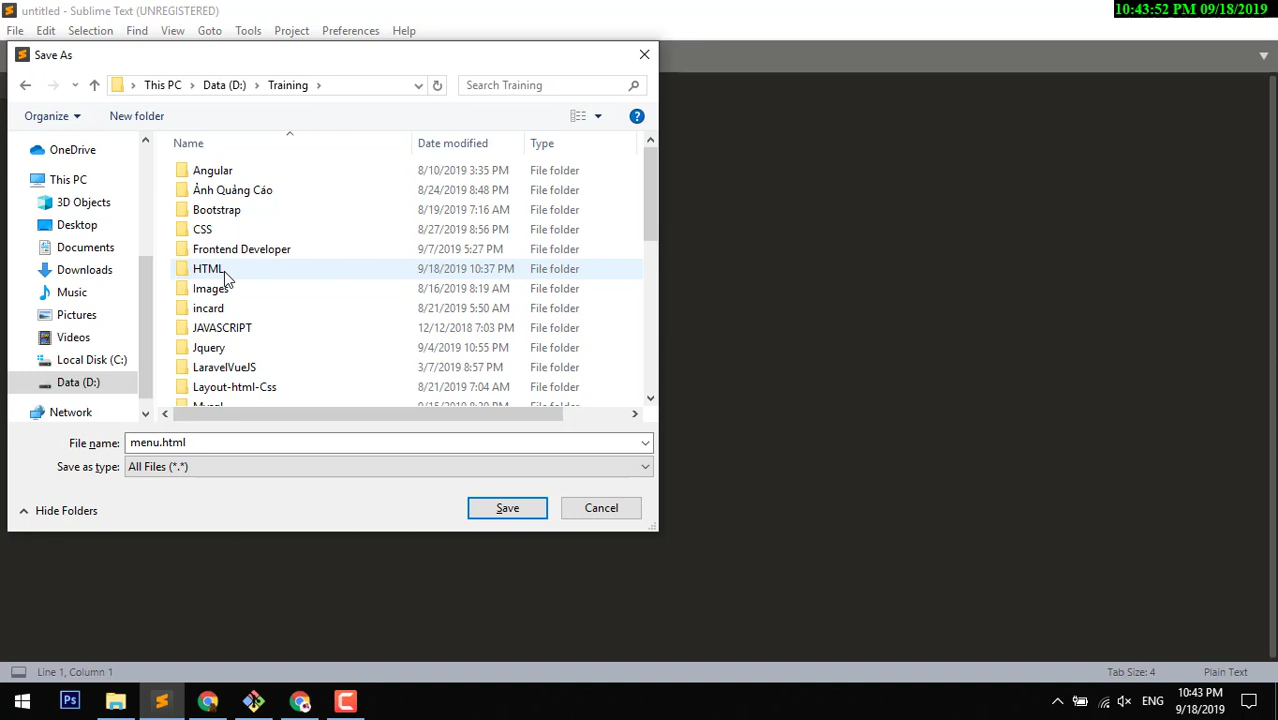 untitled - Sublime Text (UNREGISTERED)
10:43:52 PM 09/18/2019
File Edit Selection Find View Goto Tools Project Preferences Help
Save As
This PC Data (D:) Training
Search Training
Organize New folder
Name Date modified Type
OneDrive
This PC
3D Objects
Desktop
Documents
Downloads
Music
Pictures
Videos
Local Disk (C:)
Data (D:)
Network
Angular 8/10/2019 3:35 PM File folder
Ảnh Quảng Cáo 8/24/2019 8:48 PM File folder
Bootstrap 8/19/2019 7:16 AM File folder
CSS 8/27/2019 8:56 PM File folder
Frontend Developer 9/7/2019 5:27 PM File folder
HTML 9/18/2019 10:37 PM File folder
Images 8/16/2019 8:19 AM File folder
incard 8/21/2019 5:50 AM File folder
JAVASCRIPT 12/12/2018 7:03 PM File folder
Jquery 9/4/2019 10:55 PM File folder
LaravelVueJS 3/7/2019 8:57 PM File folder
Layout-html-Css 8/21/2019 7:04 AM File folder
File name: menu.html
Save as type: All Files (*.*)
Hide Folders
Save Cancel
Line 1, Column 1
Tab Size: 4
Plain Text
Ps
ENG
10:43 PM
9/18/2019